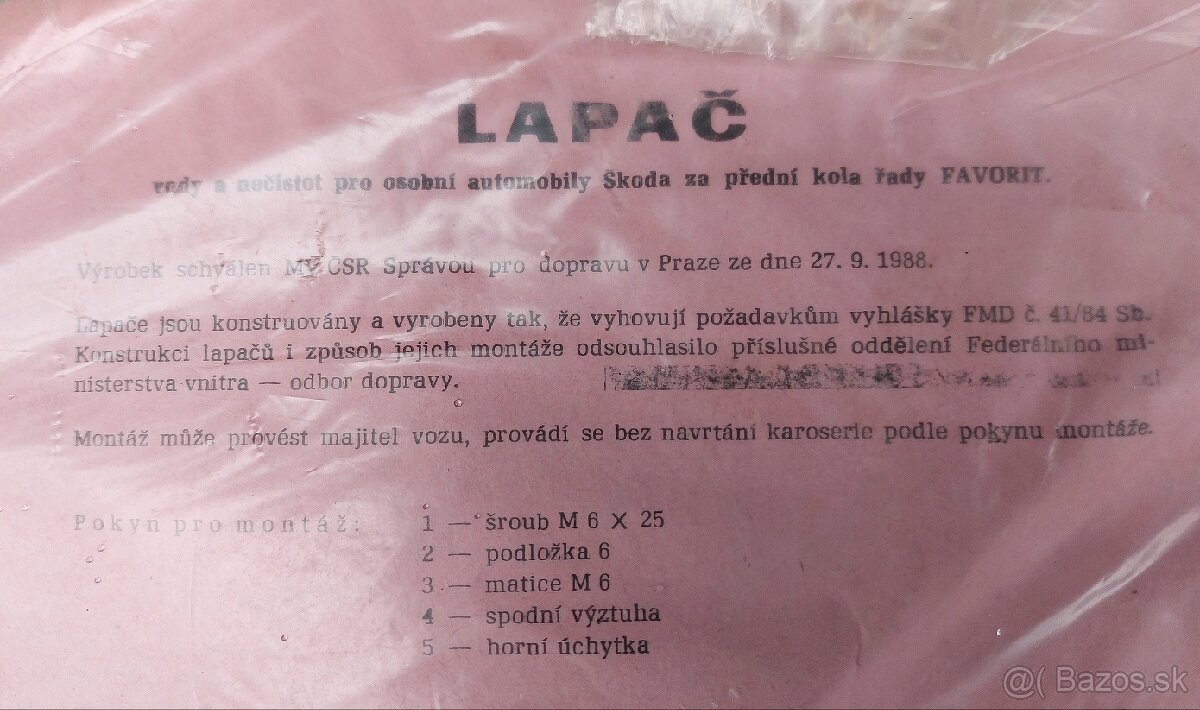 LAPAČ
vody a nečistot pro osobní automobily Škoda za přední kola řady FAVORIT.
Výrobek schválen MV ČSR Správou pro dopravu v Praze ze dne 27. 9. 1988.
Lapače jsou konstruovány a vyrobeny tak, že vyhovují požadavkům vyhlášky FMD č. 41/84 Sb.
Konstrukci lapačů i způsob jejich montáže odsouhlasilo příslušné oddělení Federálního mi-
nisterstva vnitra — odbor dopravy.
Montáž může provést majitel vozu, provádí se bez navrtání karoserie podle pokynu montáže.
Pokyn pro montáž: 1 — šroub M 6 X 25
2 — podložka 6
3 — matice M 6
4 — spodní výztuha
5 — horní úchytka
@( Bazos.sk